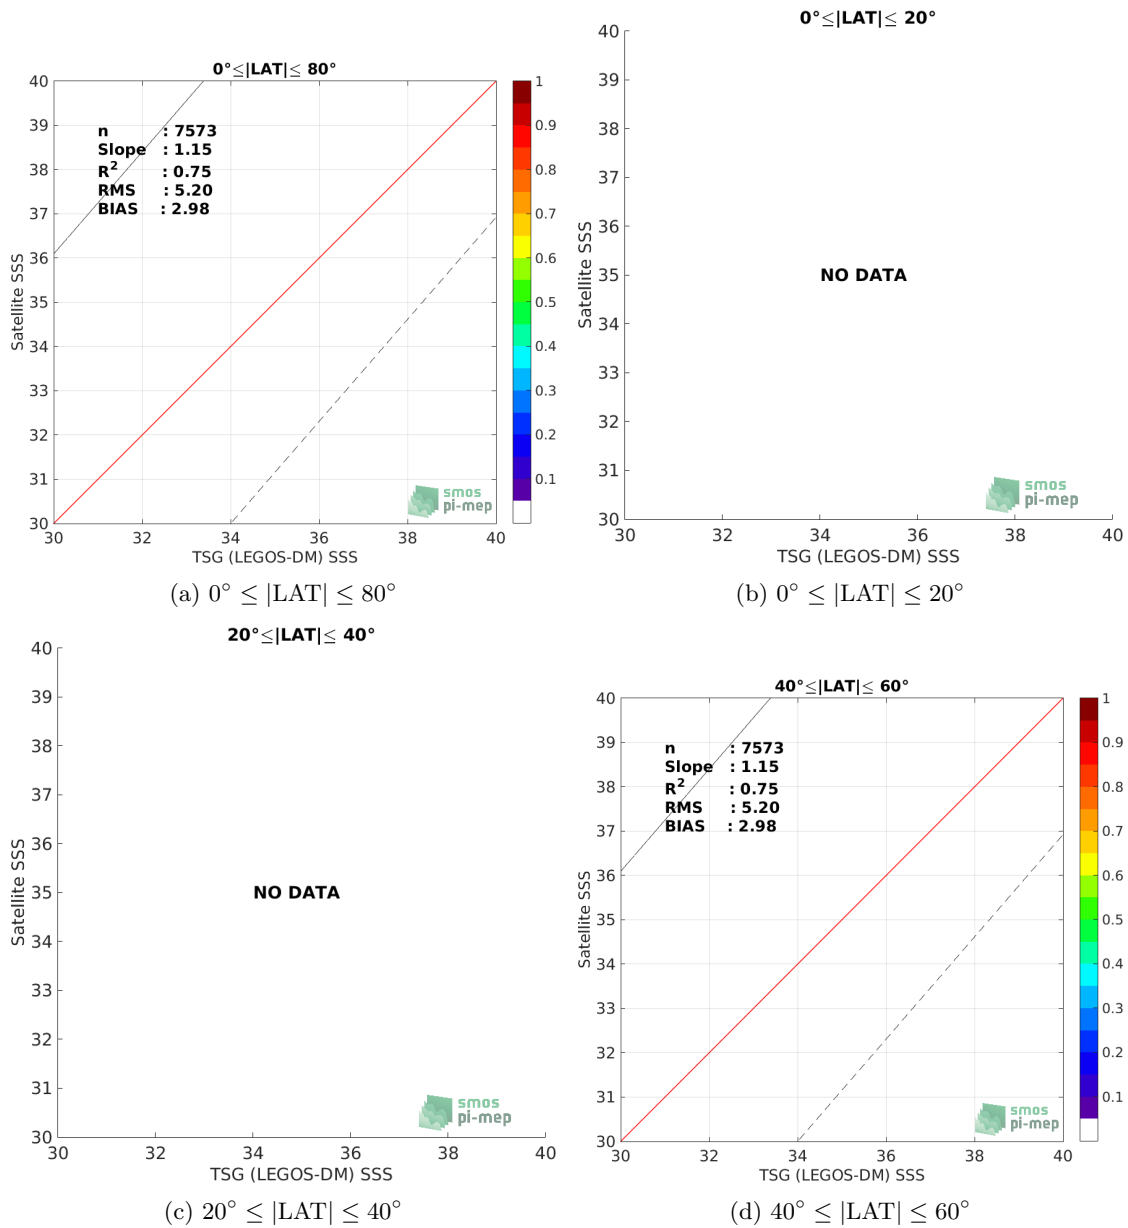 0°≤|LAT|≤ 80°
40
39
38
37
36
35
34
33
32
31
30
Satellite SSS
n : 7573
Slope : 1.15
R2 : 0.75
RMS : 5.20
BIAS : 2.98
smos
pi-mep
30 32 34 36 38 40
TSG (LEGOS-DM) SSS
1
0.9
0.8
0.7
0.6
0.5
0.4
0.3
0.2
0.1
(a) 0° ≤ |LAT| ≤ 80°
0°≤|LAT|≤ 20°
40
39
38
37
36
35
34
33
32
31
30
Satellite SSS
NO DATA
smos
pi-mep
30 32 34 36 38 40
TSG (LEGOS-DM) SSS
(b) 0° ≤ |LAT| ≤ 20°
20°≤|LAT|≤ 40°
40
39
38
37
36
35
34
33
32
31
30
Satellite SSS
NO DATA
smos
pi-mep
30 32 34 36 38 40
TSG (LEGOS-DM) SSS
(c) 20° ≤ |LAT| ≤ 40°
40°≤|LAT|≤ 60°
40
39
38
37
36
35
34
33
32
31
30
Satellite SSS
n : 7573
Slope : 1.15
R2 : 0.75
RMS : 5.20
BIAS : 2.98
smos
pi-mep
30 32 34 36 38 40
TSG (LEGOS-DM) SSS
1
0.9
0.8
0.7
0.6
0.5
0.4
0.3
0.2
0.1
(d) 40° ≤ |LAT| ≤ 60°